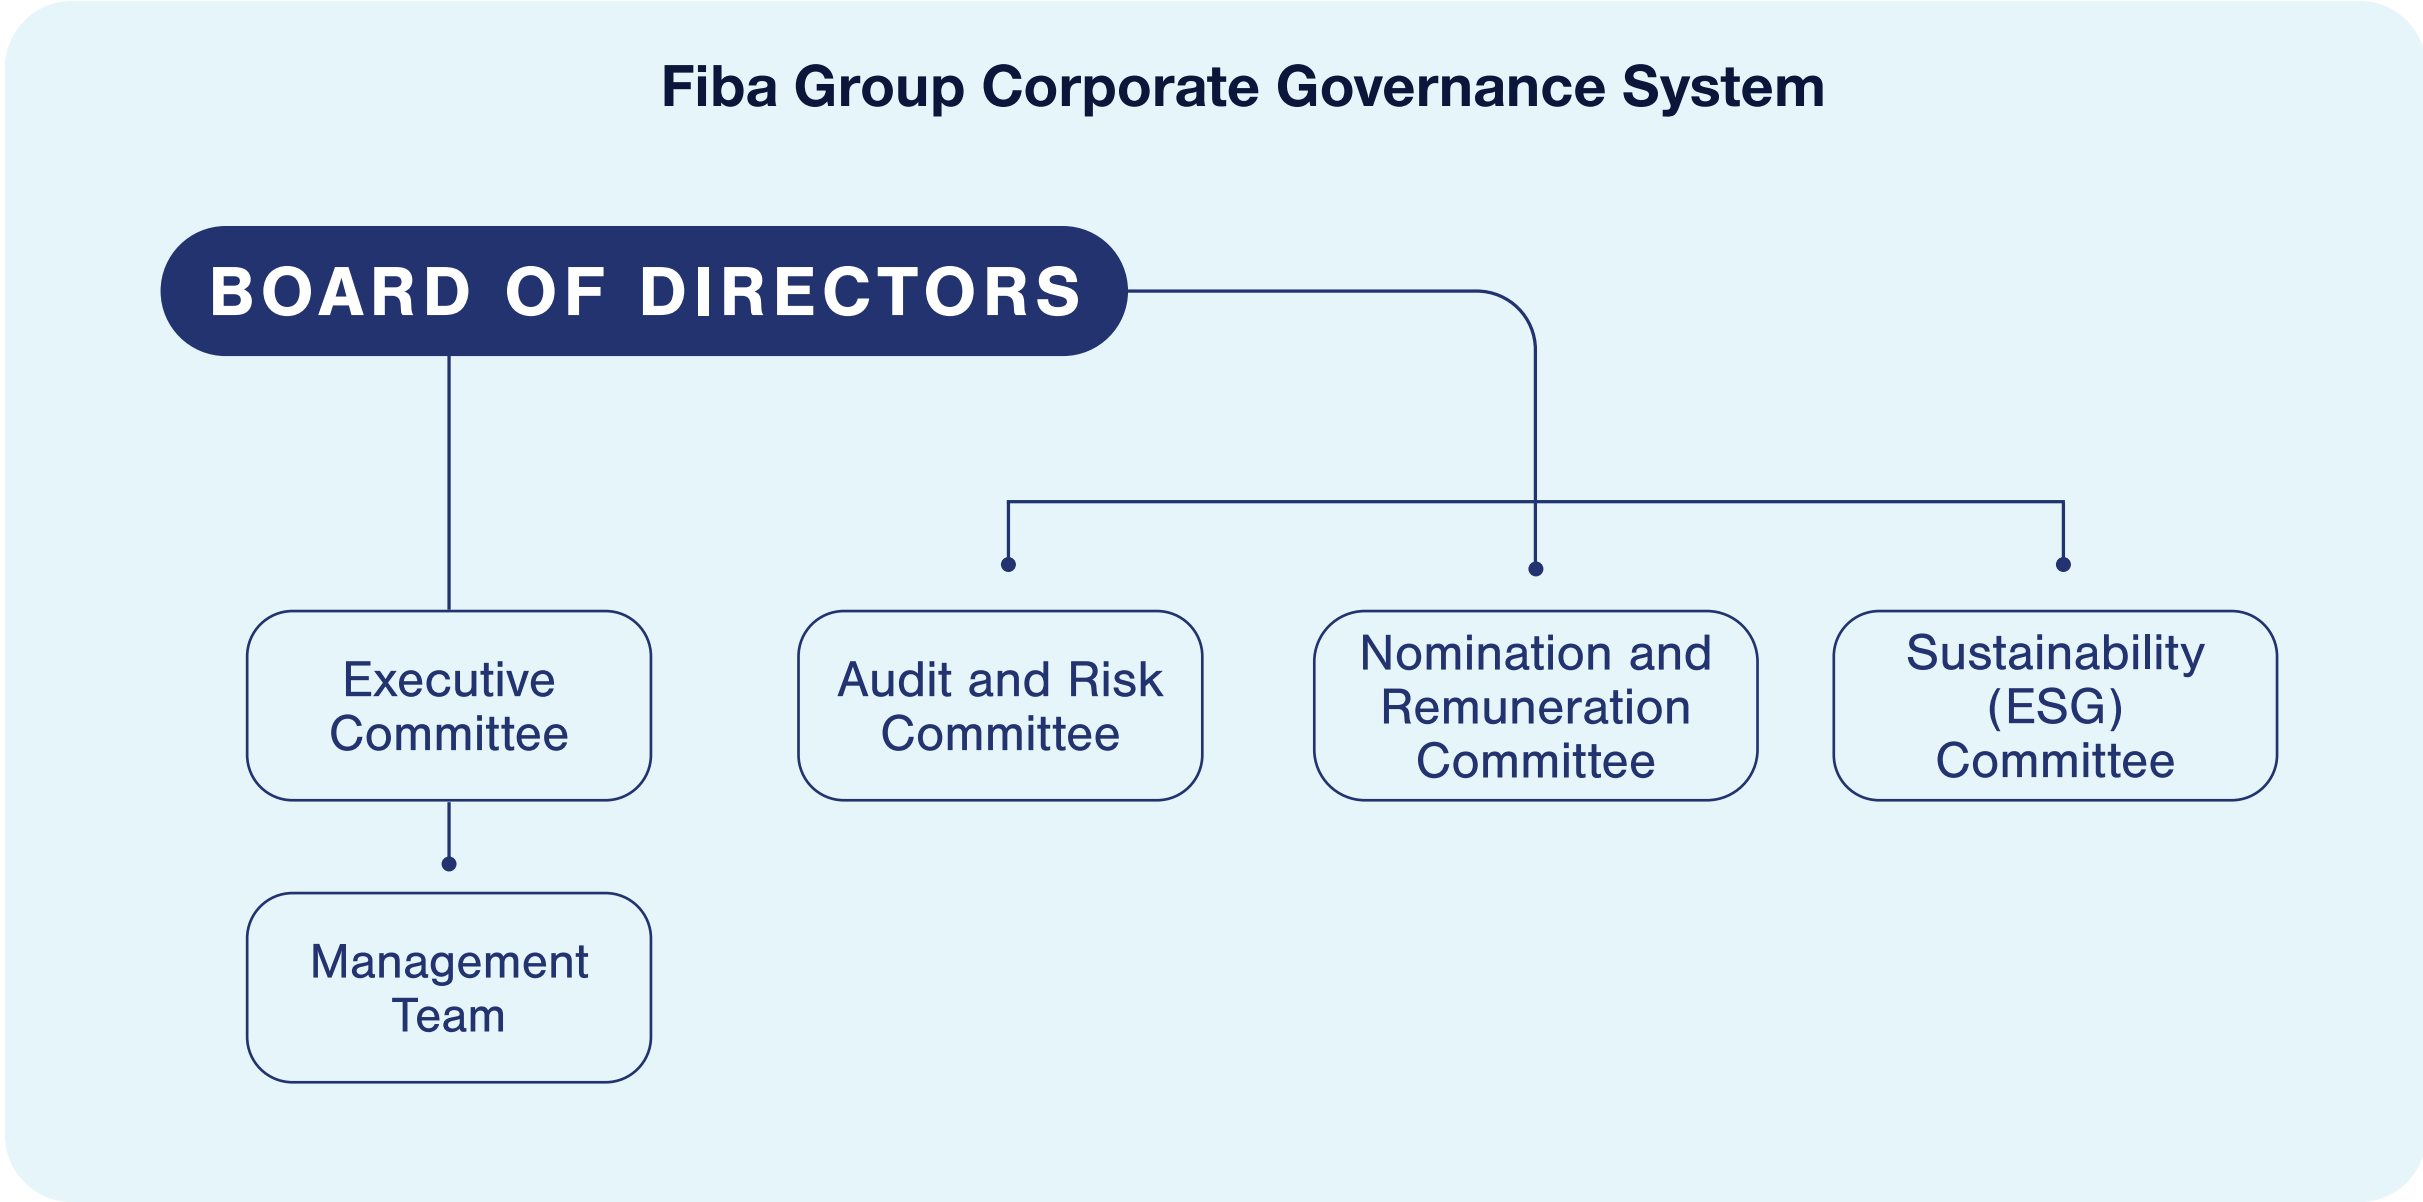 Fiba Group Corporate Governance System
BOARD OF DIRECTORS
Executive
Committee
Audit and Risk
Committee
Nomination and
Remuneration
Committee
Sustainability
(ESG)
Committee
Management
Team